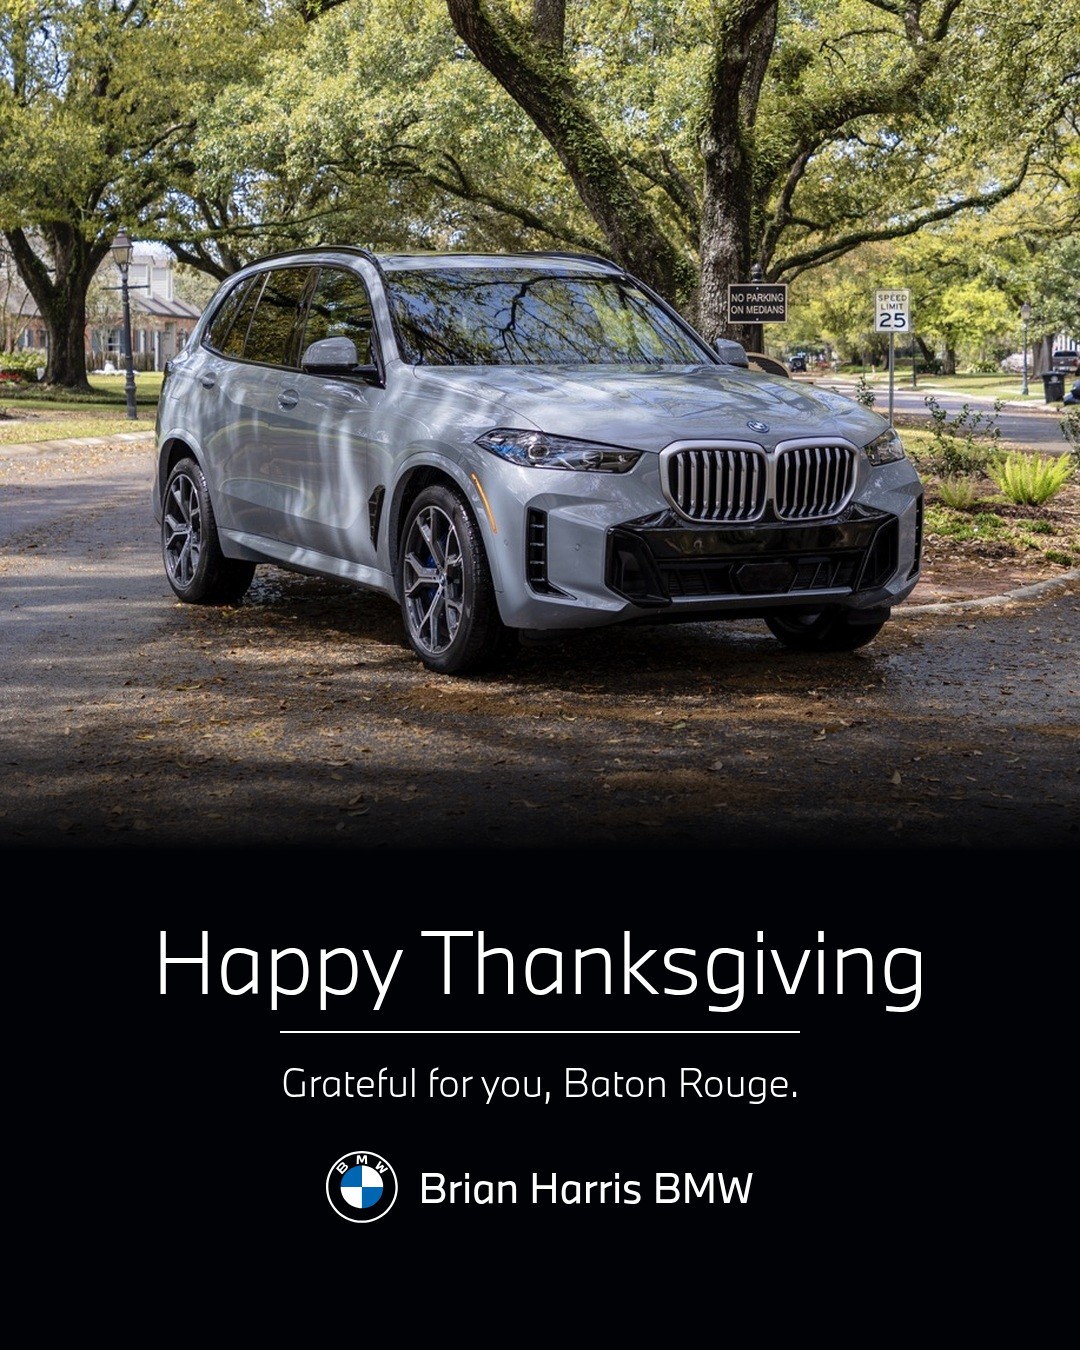 NO PARKING
ON MEDIANS
SPEED
LIMIT
25
Happy Thanksgiving
Grateful for you, Baton Rouge.
BMW
Brian Harris BMW